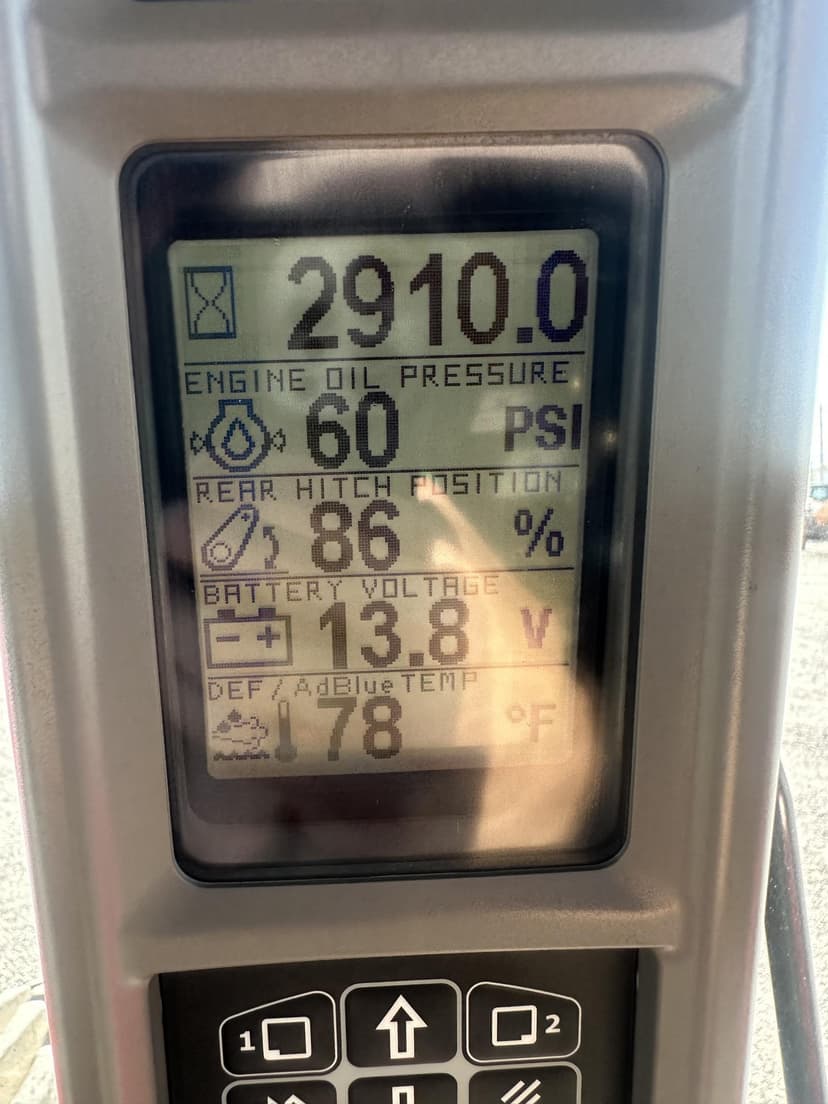 2910.0
ENGINE OIL PRESSURE
60 PSI
REAR HITCH POSITION
86 %
BATTERY VOLTAGE
- +
13.8 V
DEF/AdBlue TEMP
78 °F
1 2